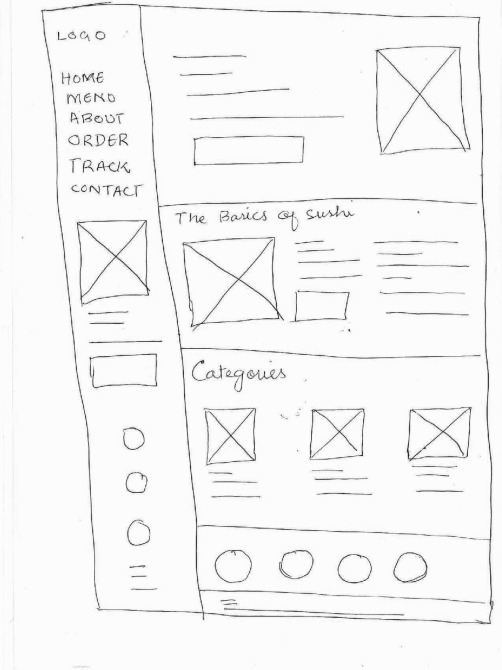 LOGO
HOME
MENU
ABOUT
ORDER
TRACK
CONTACT
The Basics of Sushi
Categories